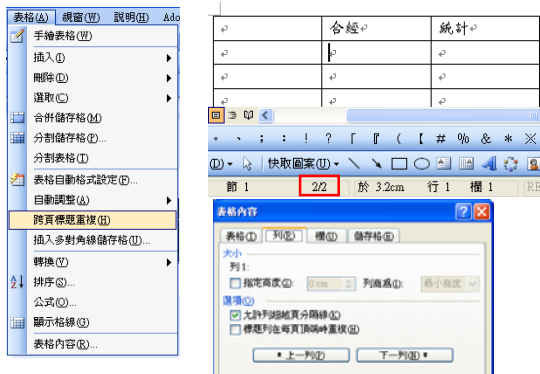 表格(A) 視窗(W) 說明(H) Ado
手繪表格(W)
插入(I)
刪除(D)
選取(C)
合併儲存格(M)
分割儲存格(P)...
分割表格(T)
表格自動格式設定(F)...
自動調整(A)
跨頁標題重複(H)
插入多對角線儲存格(U)...
轉換(V)
排序(S)...
公式(O)...
顯示格線(G)
表格內容(R)...
合經 統計
。 、 ; : ! ? 「 『 ( 【 # % & * ※
(D) 快取圖案(U)
節 1 2/2 於 3.2cm 行 1 欄 1 RE
表格內容
表格(T) 列(R) 欄(U) 儲存格(E)
大小
列 1:
指定高度(S): 0 cm 列高為(I): 最小高度
選項(O)
允許列超越頁分隔線(K)
標題列在每頁頂端時重複(H)
上一列(P) 下一列(N)